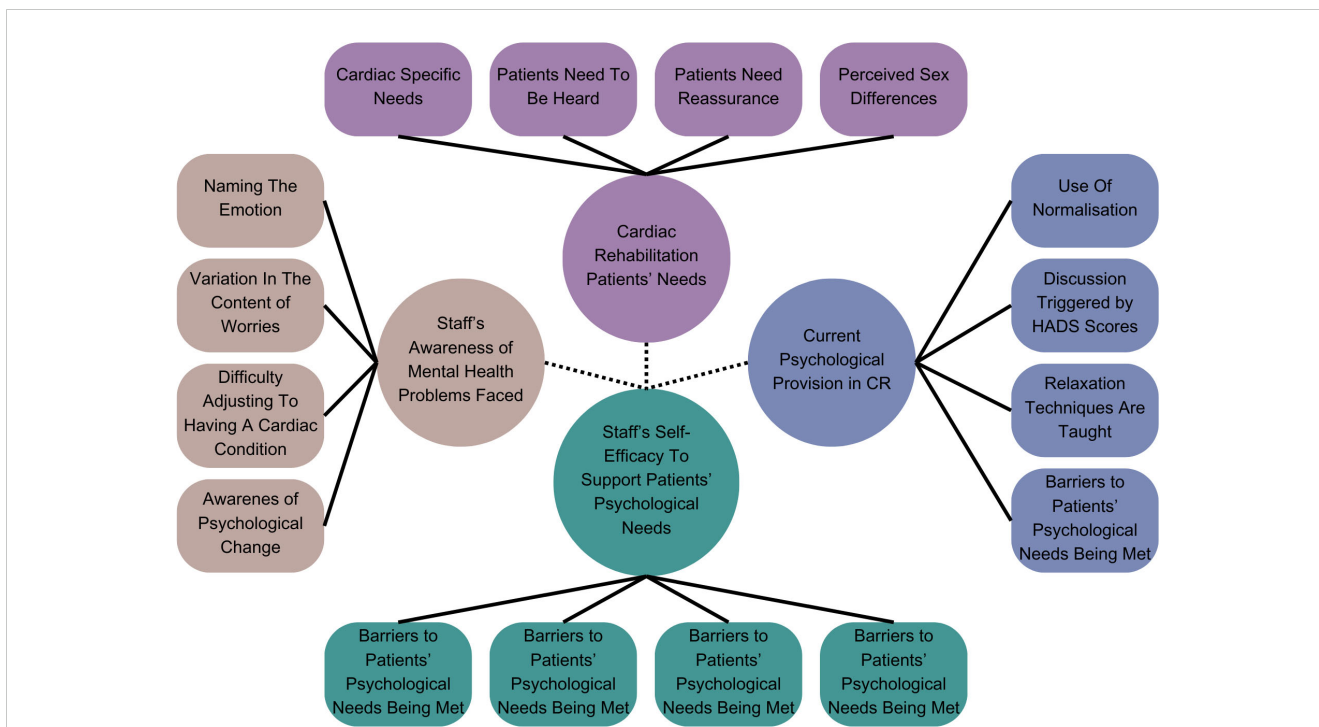 Cardiac Specific
Needs
Patients Need To
Be Heard
Patients Need
Reassurance
Perceived Sex
Differences
Naming The
Emotion
Variation In The
Content of
Worries
Difficulty
Adjusting To
Having A Cardiac
Condition
Awarenes of
Psychological
Change
Staff's
Awareness of
Mental Health
Problems Faced
Cardiac
Rehabilitation
Patients' Needs
Current
Psychological
Provision in CR
Use Of
Normalisation
Discussion
Triggered by
HADS Scores
Relaxation
Techniques Are
Taught
Barriers to
Patients'
Psychological
Needs Being Met
Staff's Self-
Efficacy To
Support Patients'
Psychological
Needs
Barriers to
Patients'
Psychological
Needs Being Met
Barriers to
Patients'
Psychological
Needs Being Met
Barriers to
Patients'
Psychological
Needs Being Met
Barriers to
Patients'
Psychological
Needs Being Met